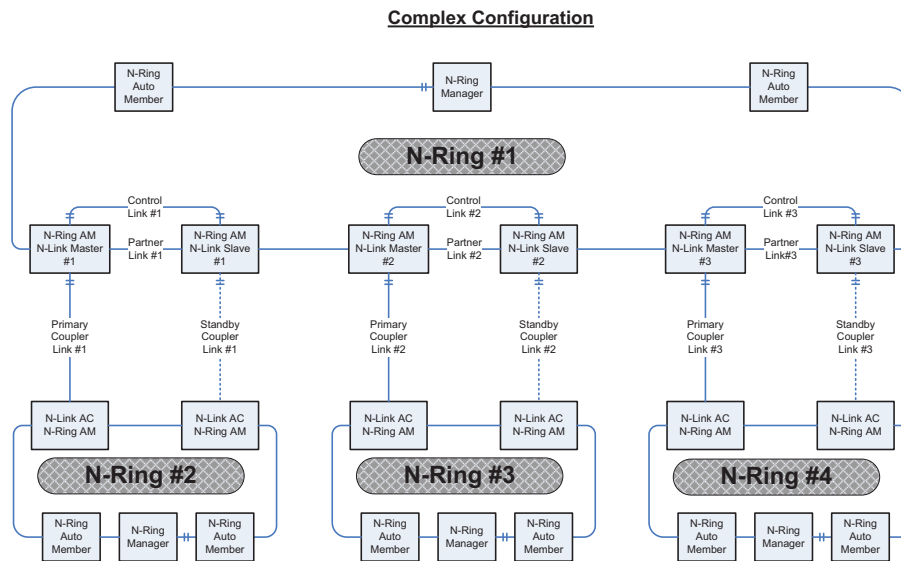 Complex Configuration
N-Ring
Auto
Member
N-Ring
Manager
N-Ring
Auto
Member
N-Ring #1
Control
Link #1
Control
Link #2
Control
Link #3
N-Ring AM
N-Link Master
#1
Partner
Link #1
N-Ring AM
N-Link Slave
#1
N-Ring AM
N-Link Master
#2
Partner
Link #2
N-Ring AM
N-Link Slave
#2
N-Ring AM
N-Link Master
#3
Partner
Link#3
N-Ring AM
N-Link Slave
#3
Primary
Coupler
Link #1
Standby
Coupler
Link #1
Primary
Coupler
Link #2
Standby
Coupler
Link #2
Primary
Coupler
Link #3
Standby
Coupler
Link #3
N-Link AC
N-Ring AM
N-Link AC
N-Ring AM
N-Link AC
N-Ring AM
N-Link AC
N-Ring AM
N-Link AC
N-Ring AM
N-Link AC
N-Ring AM
N-Ring #2
N-Ring #3
N-Ring #4
N-Ring
Auto
Member
N-Ring
Manager
N-Ring
Auto
Member
N-Ring
Auto
Member
N-Ring
Manager
N-Ring
Auto
Member
N-Ring
Auto
Member
N-Ring
Manager
N-Ring
Auto
Member